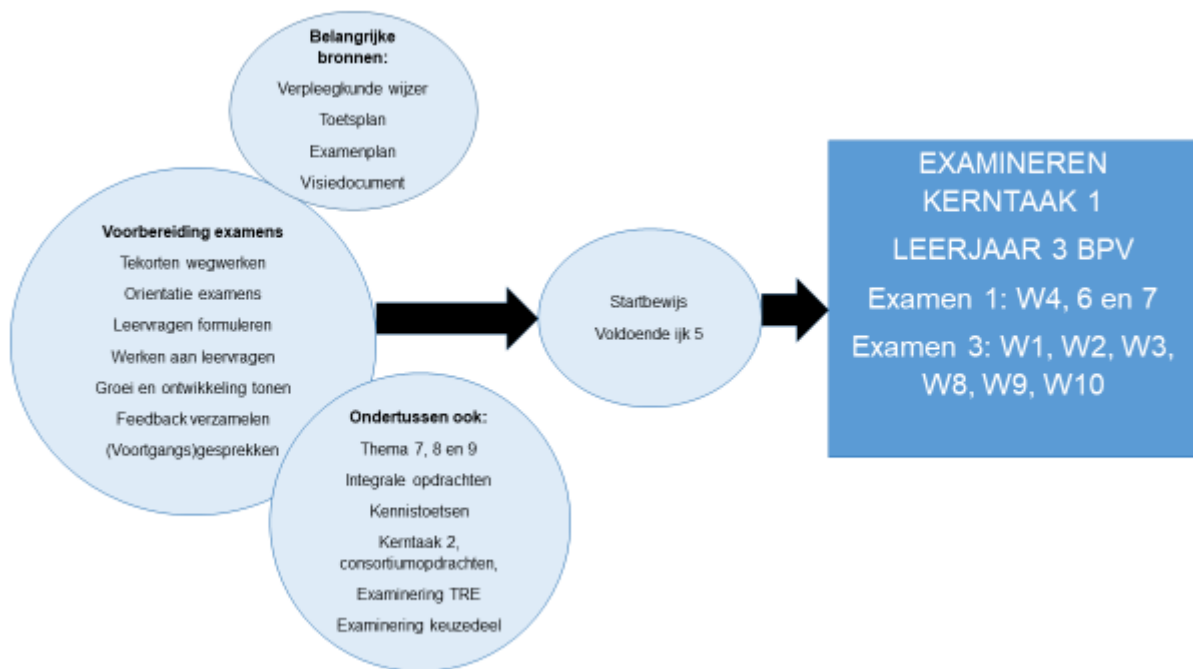 Belangrijke
bronnen:
Verpleegkunde wijzer
Toetsplan
Examenplan
Visiedocument
Voorbereiding examens
Tekorten wegwerken
Orientatie examens
Leervragen formuleren
Werken aan leervragen
Groei en ontwikkeling tonen
Feedback verzamelen
(Voortgangs)gesprekken
Ondertussen ook:
Thema 7, 8 en 9
Integrale opdrachten
Kennistoetsen
Kerntaak 2,
consortiumopdrachten,
Examinering TRE
Examinering keuzedeel
Startbewijs
Voldoende ijk 5
EXAMINEREN
KERNTAAK 1
LEERJAAR 3 BPV
Examen 1: W4, 6 en 7
Examen 3: W1, W2, W3,
W8, W9, W10